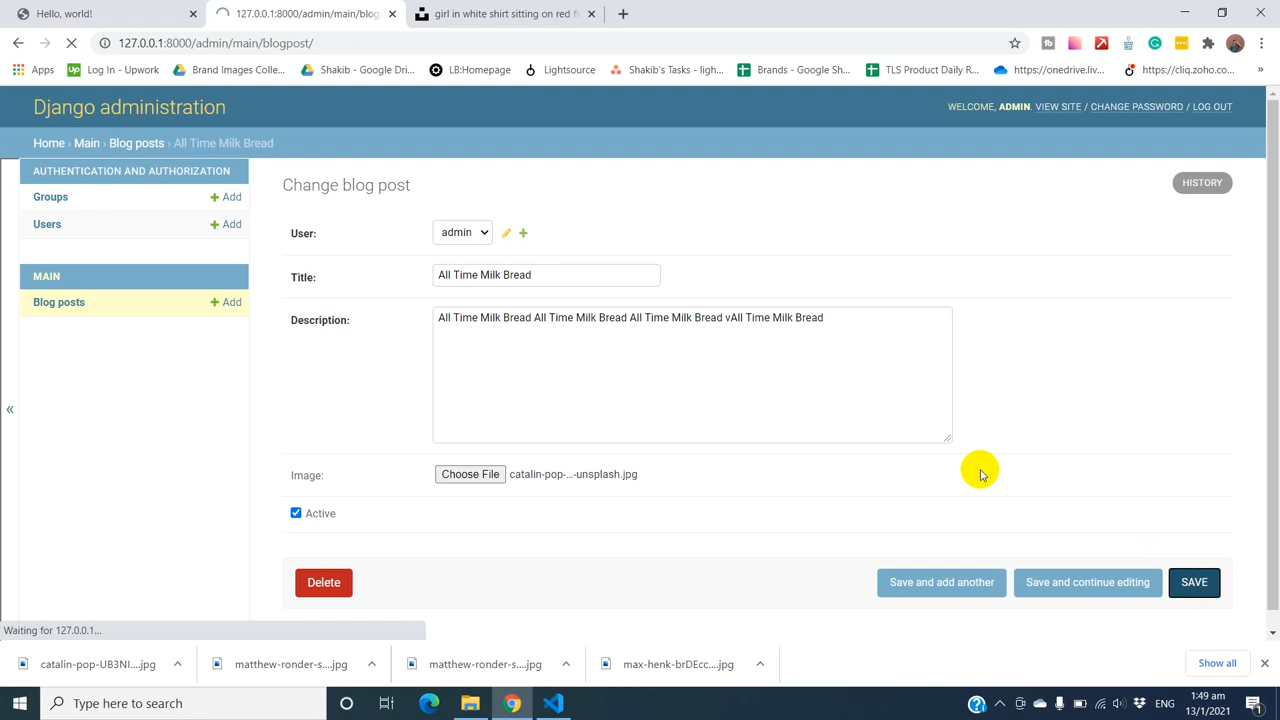 Hello, world!
127.0.0.1:8000/admin/main/blog
girl in white shirt sitting on red fl
127.0.0.1:8000/admin/main/blogpost/
Apps
Up
Log In - Upwork
Brand Images Colle...
Shakib - Google Dri...
LB:Homepage
Lightsource
Shakib's Tasks - ligh...
Brands - Google Sh...
TLS Product Daily R...
https://onedrive.liv...
https://cliq.zoho.co...
»
Django administration
WELCOME, ADMIN. VIEW SITE / CHANGE PASSWORD / LOG OUT
Home › Main › Blog posts › All Time Milk Bread
AUTHENTICATION AND AUTHORIZATION
Groups
Add
Users
Add
MAIN
Blog posts
Add
«
Change blog post
HISTORY
User:
admin
Title:
All Time Milk Bread
Description:
All Time Milk Bread All Time Milk Bread All Time Milk Bread vAll Time Milk Bread
Image:
Choose File
catalin-pop-...-unsplash.jpg
Active
Delete
Save and add another
Save and continue editing
SAVE
Waiting for 127.0.0.1...
catalin-pop-UB3NI....jpg
matthew-ronder-s....jpg
matthew-ronder-s....jpg
max-henk-brDEcc....jpg
Show all
Type here to search
ENG
1:49 am
13/1/2021
1